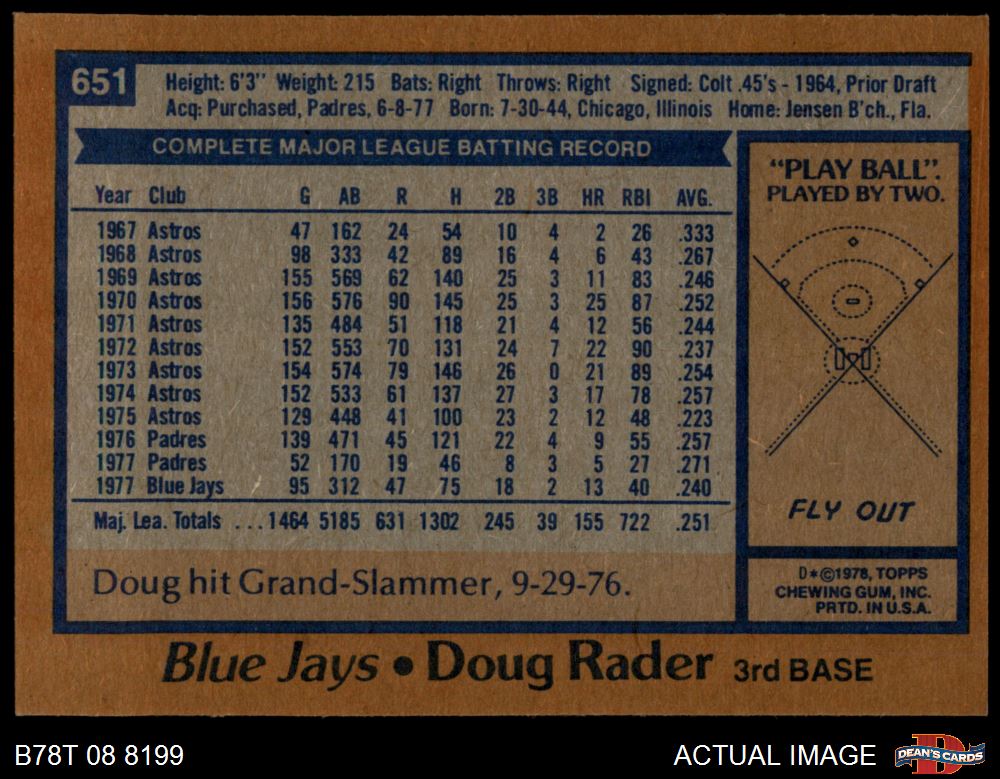 651
Height: 6'3" Weight: 215 Bats: Right Throws: Right Signed: Colt .45's - 1964, Prior Draft
Acq: Purchased, Padres, 6-8-77 Born: 7-30-44, Chicago, Illinois Home: Jensen B'ch., Fla.
COMPLETE MAJOR LEAGUE BATTING RECORD
Year Club G AB R H 2B 3B HR RBI AVG.
1967 Astros 47 162 24 54 10 4 2 26 .333
1968 Astros 98 333 42 89 16 4 6 43 .267
1969 Astros 155 569 62 140 25 3 11 83 .246
1970 Astros 156 576 90 145 25 3 25 87 .252
1971 Astros 135 484 51 118 21 4 12 56 .244
1972 Astros 152 553 70 131 24 7 22 90 .237
1973 Astros 154 574 79 146 26 0 21 89 .254
1974 Astros 152 533 61 137 27 3 17 78 .257
1975 Astros 129 448 41 100 23 2 12 48 .223
1976 Padres 139 471 45 121 22 4 9 55 .257
1977 Padres 52 170 19 46 8 3 5 27 .271
1977 Blue Jays 95 312 47 75 18 2 13 40 .240
Maj. Lea. Totals ...1464 5185 631 1302 245 39 155 722 .251
Doug hit Grand-Slammer, 9-29-76.
"PLAY BALL".
PLAYED BY TWO.
FLY OUT
D*©1978, TOPPS
CHEWING GUM, INC.
PRTD. IN U.S.A.
Blue Jays • Doug Rader 3rd BASE
B78T 08 8199
ACTUAL IMAGE
DEAN'S CARDS